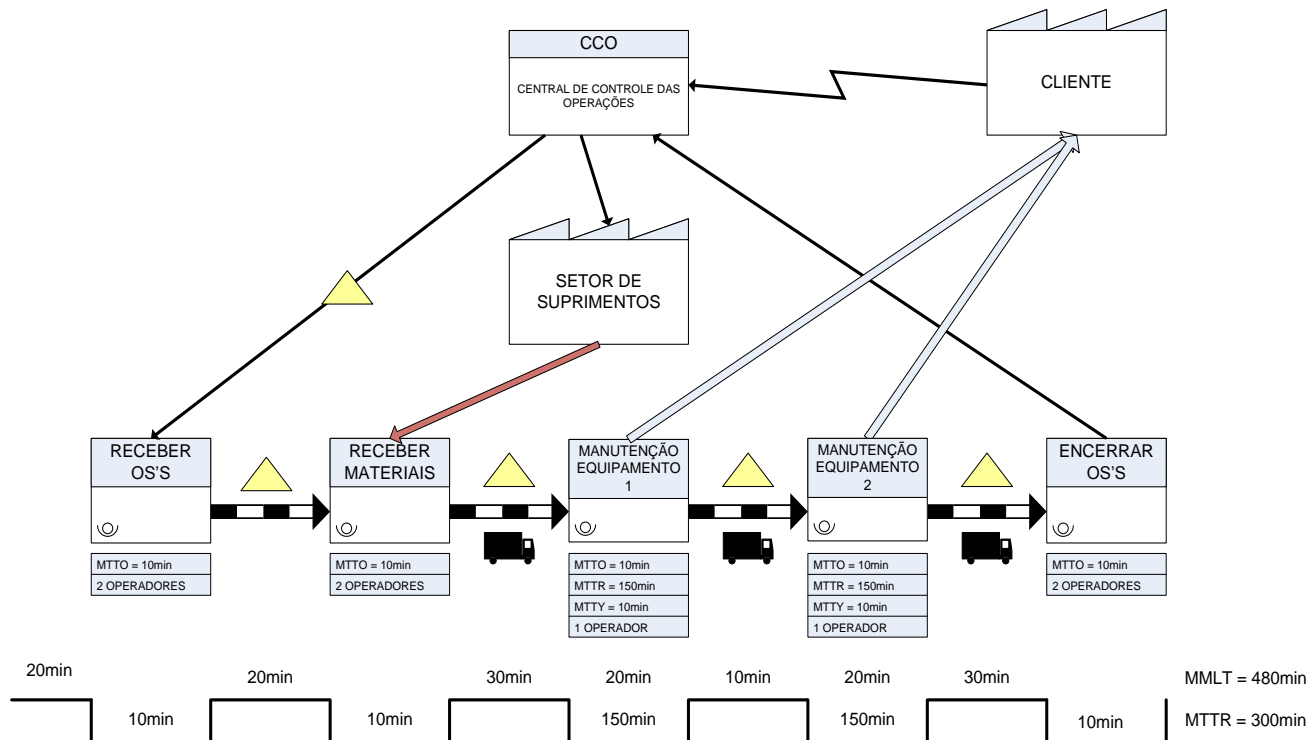 CCO
CENTRAL DE CONTROLE DAS
OPERAÇÕES
CLIENTE
SETOR DE
SUPRIMENTOS
RECEBER
OS'S
MTTO = 10min
2 OPERADORES
RECEBER
MATERIAIS
MTTO = 10min
2 OPERADORES
MANUTENÇÃO
EQUIPAMENTO
1
MTTO = 10min
MTTR = 150min
MTTY = 10min
1 OPERADOR
MANUTENÇÃO
EQUIPAMENTO
2
MTTO = 10min
MTTR = 150min
MTTY = 10min
1 OPERADOR
ENCERRAR
OS'S
MTTO = 10min
2 OPERADORES
20min
20min
30min
20min
10min
20min
30min
MMLT = 480min
10min
10min
150min
150min
10min
MTTR = 300min